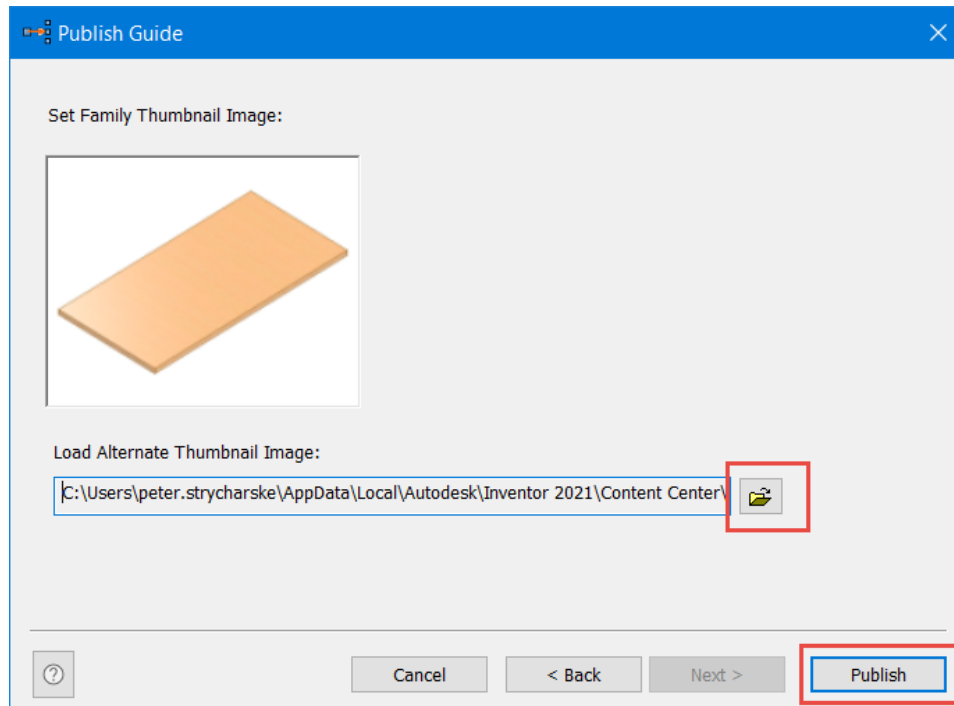 Publish Guide
Set Family Thumbnail Image:
Load Alternate Thumbnail Image:
C:\Users\peter.strycharske\AppData\Local\Autodesk\Inventor 2021\Content Center\
?
Cancel
< Back
Next >
Publish